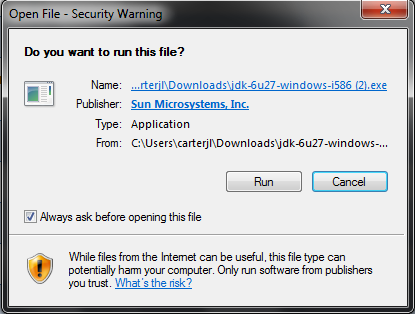 Open File - Security Warning
Do you want to run this file?
Name: ...rterjl\Downloads\jdk-6u27-windows-i586 (2).exe
Publisher: Sun Microsystems, Inc.
Type: Application
From: C:\Users\carterjl\Downloads\jdk-6u27-windows-...
Run Cancel
Always ask before opening this file
While files from the Internet can be useful, this file type can
potentially harm your computer. Only run software from publishers
you trust. What's the risk?